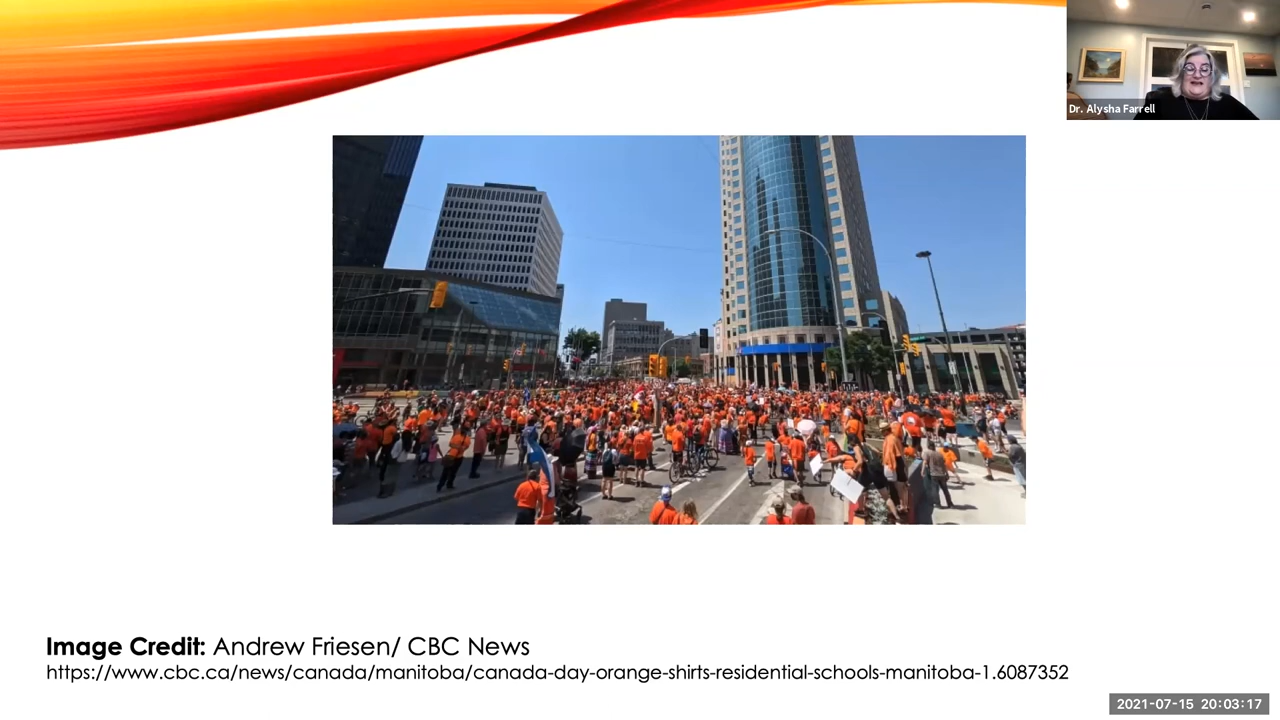 Dr. Alysha Farrell
Image Credit: Andrew Friesen/ CBC News
https://www.cbc.ca/news/canada/manitoba/canada-day-orange-shirts-residential-schools-manitoba-1.6087352
2021-07-15 20:03:17